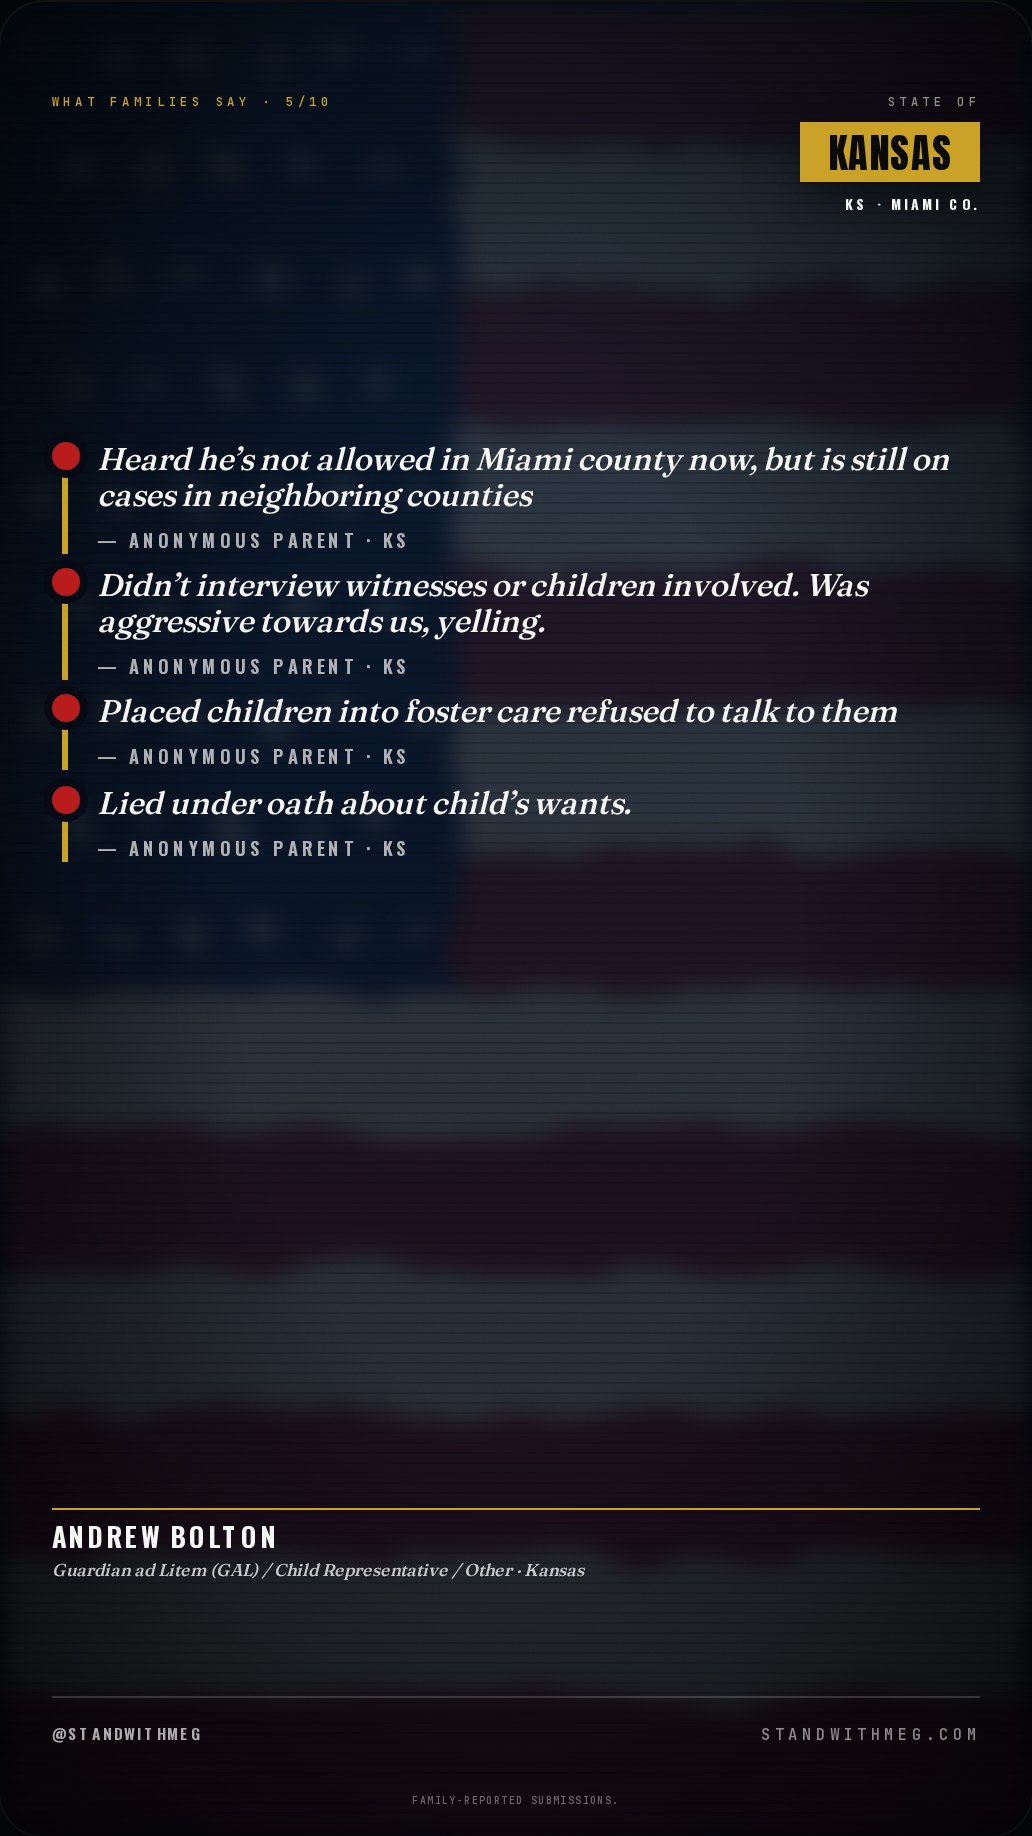 WHAT FAMILIES SAY · 5/10
STATE OF
KANSAS
KS · MIAMI CO.
Heard he’s not allowed in Miami county now, but is still on
cases in neighboring counties
— ANONYMOUS PARENT · KS
Didn’t interview witnesses or children involved. Was
aggressive towards us, yelling.
— ANONYMOUS PARENT · KS
Placed children into foster care refused to talk to them
— ANONYMOUS PARENT · KS
Lied under oath about child’s wants.
— ANONYMOUS PARENT · KS
ANDREW BOLTON
Guardian ad Litem (GAL) / Child Representative / Other · Kansas
@STANDWITHMEG
STANDWITHMEG.COM
FAMILY-REPORTED SUBMISSIONS.